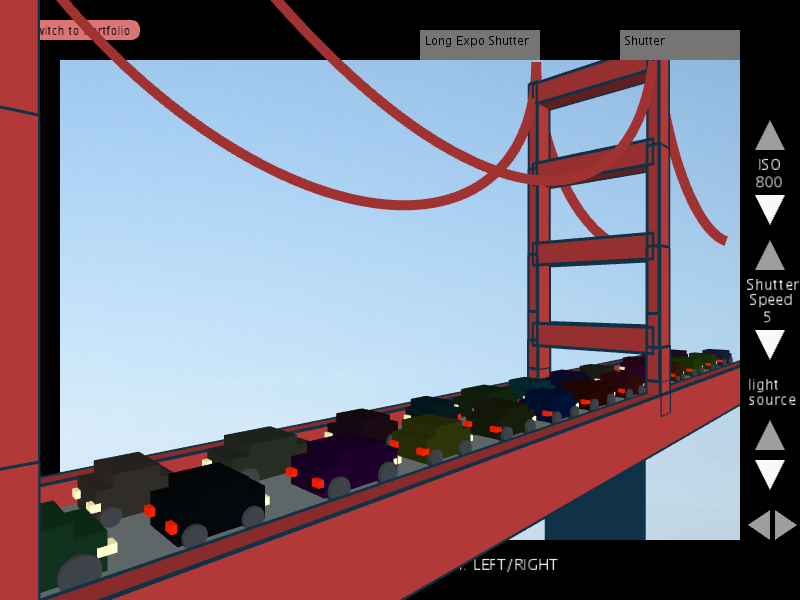 Long Expo Shutter
Shutter
ISO
800
Shutter
Speed
5
light
source
LEFT/RIGHT